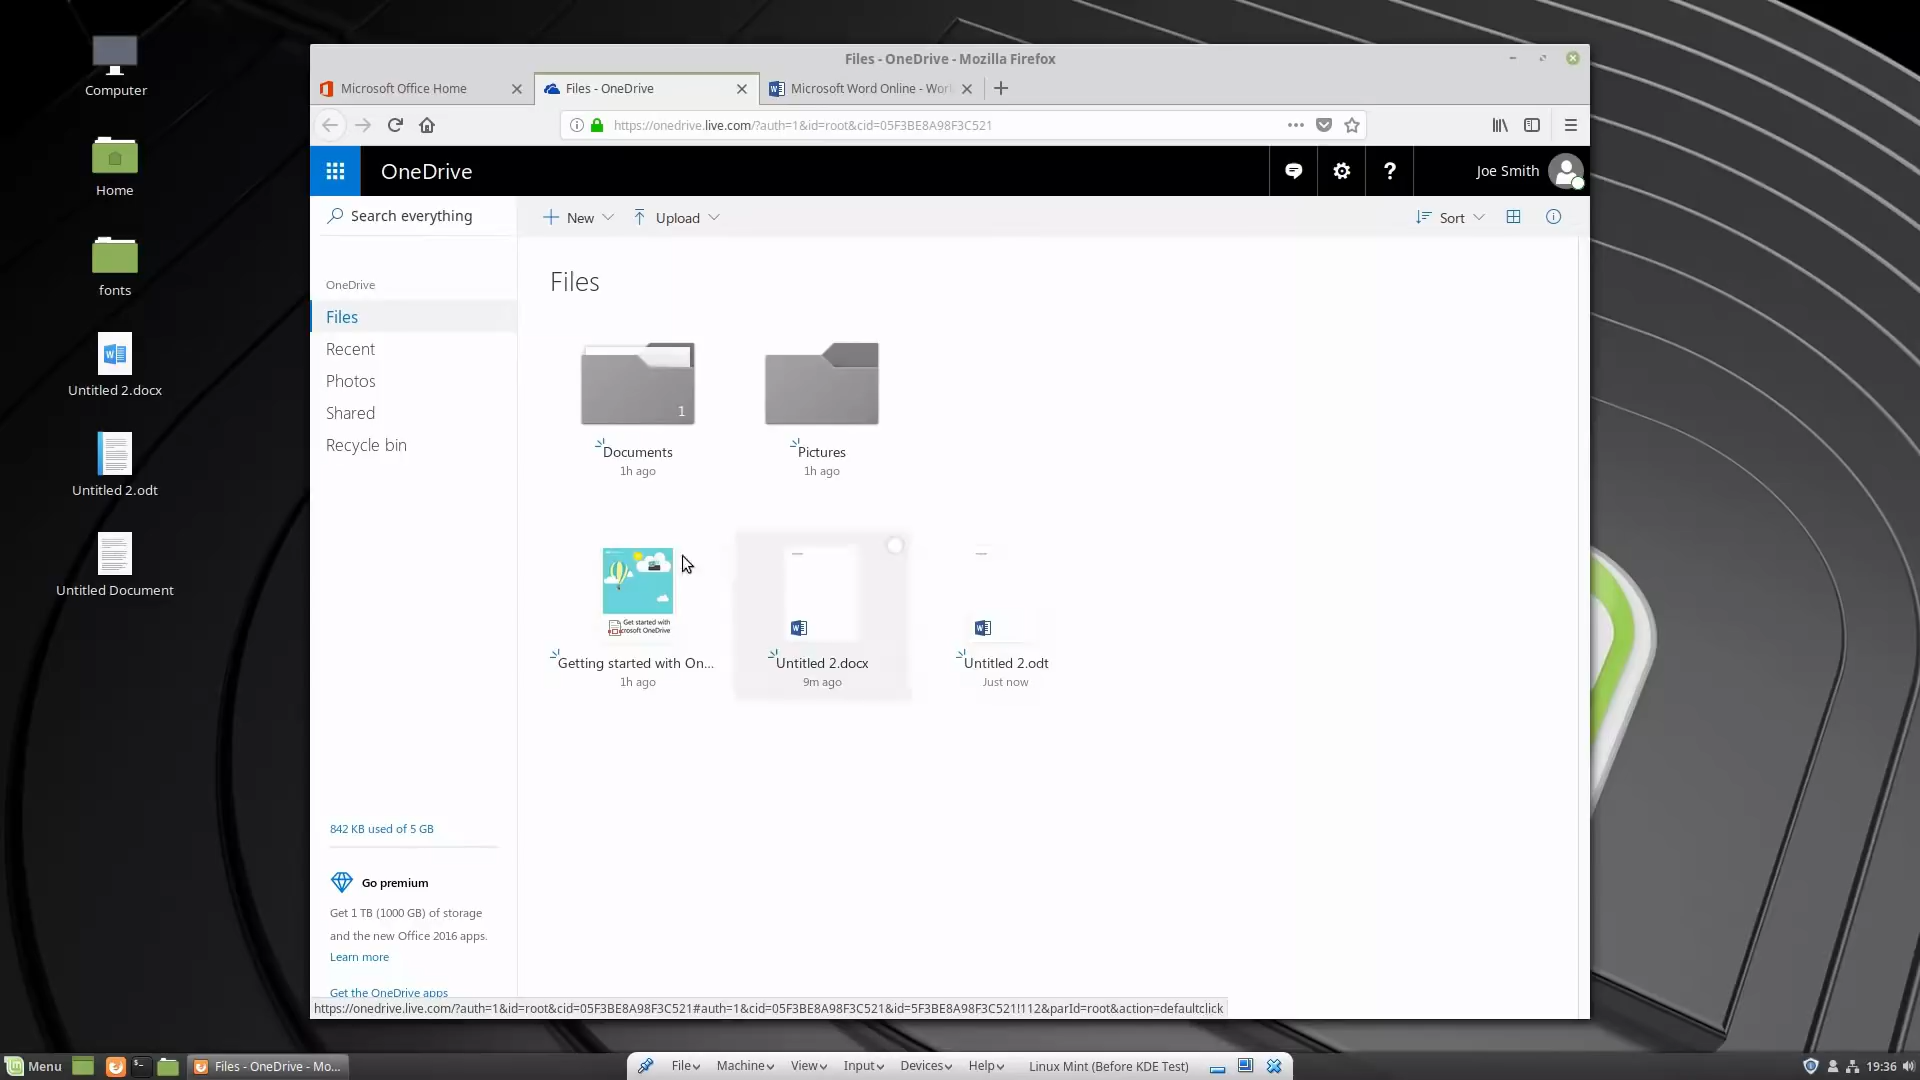 Computer
Home
fonts
Untitled 2.docx
Untitled 2.odt
Untitled Document
Files - OneDrive - Mozilla Firefox
Microsoft Office Home
Files - OneDrive
Microsoft Word Online - Wor
https://onedrive.live.com/?auth=1&id=root&cid=05F3BE8A98F3C521
OneDrive
Joe Smith
Search everything
New
Upload
Sort
OneDrive
Files
Recent
Photos
Shared
Recycle bin
Files
1
Documents
1h ago
Pictures
1h ago
Get started with
crosoft OneDrive
Getting started with On...
1h ago
Untitled 2.docx
9m ago
Untitled 2.odt
Just now
842 KB used of 5 GB
Go premium
Get 1 TB (1000 GB) of storage
and the new Office 2016 apps.
Learn more
Get the OneDrive apps
https://onedrive.live.com/?auth=1&id=root&cid=05F3BE8A98F3C521#auth=1&cid=05F3BE8A98F3C521&id=5F3BE8A98F3C521!112&parId=root&action=defaultclick
Menu
Files - OneDrive - Mo...
File
Machine
View
Input
Devices
Help
Linux Mint (Before KDE Test)
19:36